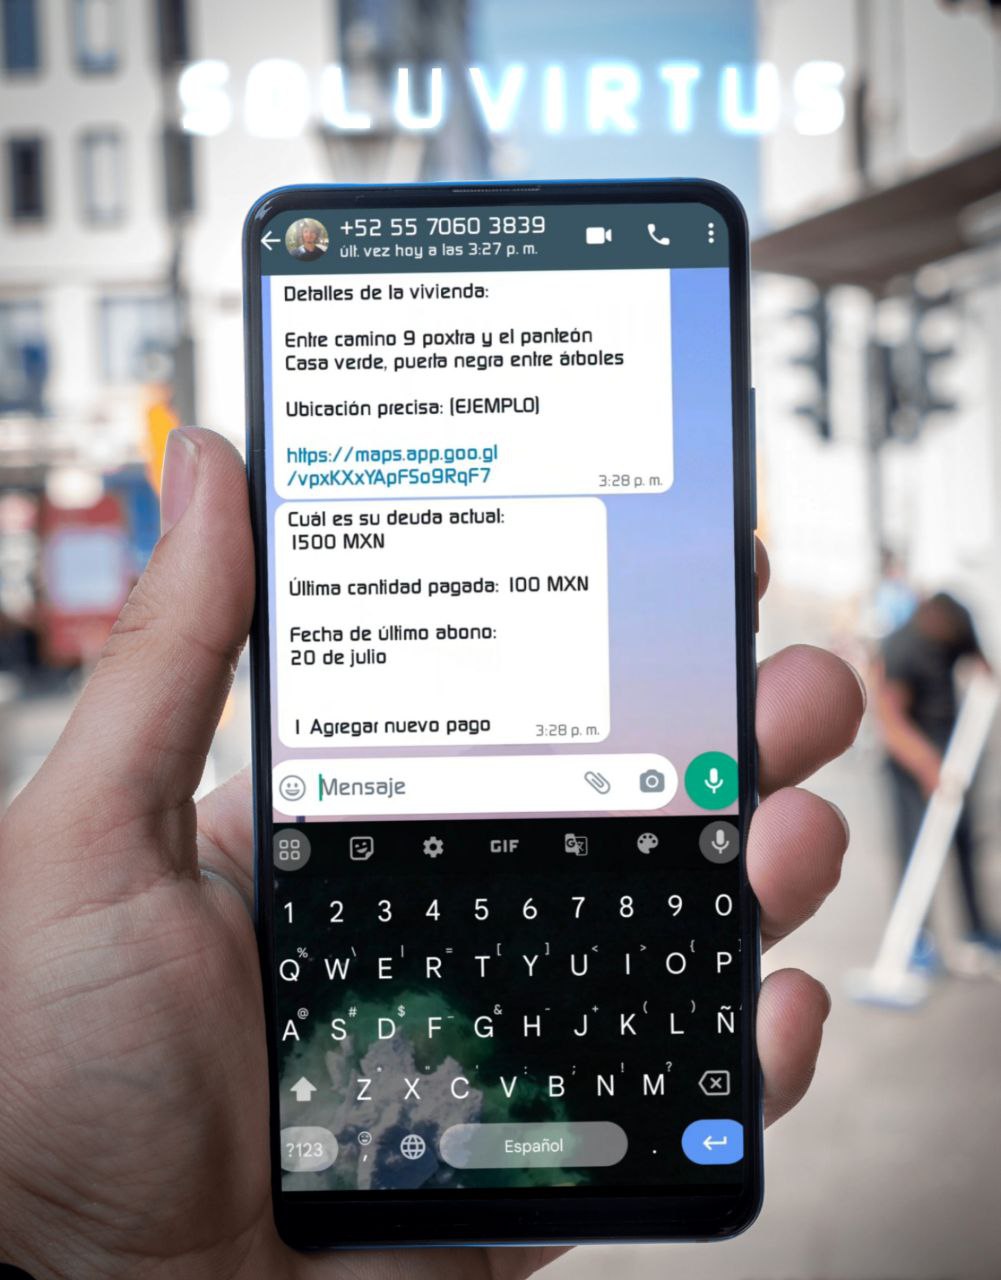 SOLUVIRTUS
+52 55 7060 3839
últ. vez hoy a las 3:27 p. m.
Detalles de la vivienda:
Entre camino 9 poxtra y el panteón
Casa verde, puerta negra entre árboles
Ubicación precisa: (EJEMPLO)
https://maps.app.goo.gl
/vpxKXxYApFSo9RqF7
3:28 p. m.
Cuál es su deuda actual:
1500 MXN
Última cantidad pagada: 100 MXN
Fecha de último abono:
20 de julio
1 Agregar nuevo pago
3:28 p. m.
Mensaje
GIF
1 2 3 4 5 6 7 8 9 0
Q W E R T Y U I O P
A S D F G H J K L Ñ
Z X C V B N M
?123 , Español .